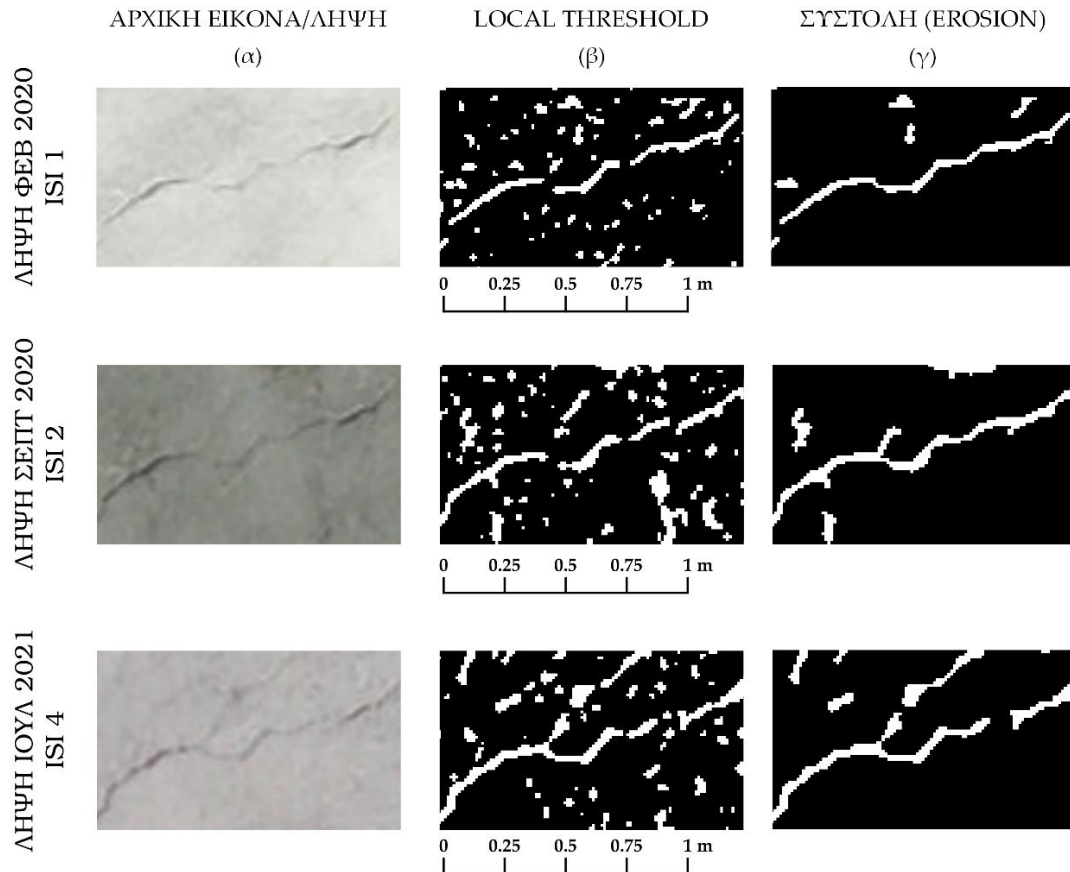 ΑΡΧΙΚΗ ΕΙΚΟΝΑ/ΛΗΨΗ
(α)
LOCAL THRESHOLD
(β)
ΣΥΣΤΟΛΗ (EROSION)
(γ)
ΛΗΨΗ ΦΕΒ 2020
ISI 1
0 0.25 0.5 0.75 1 m
ΛΗΨΗ ΣΕΠΤ 2020
ISI 2
0 0.25 0.5 0.75 1 m
ΛΗΨΗ ΙΟΥΛ 2021
ISI 4
0 0.25 0.5 0.75 1 m